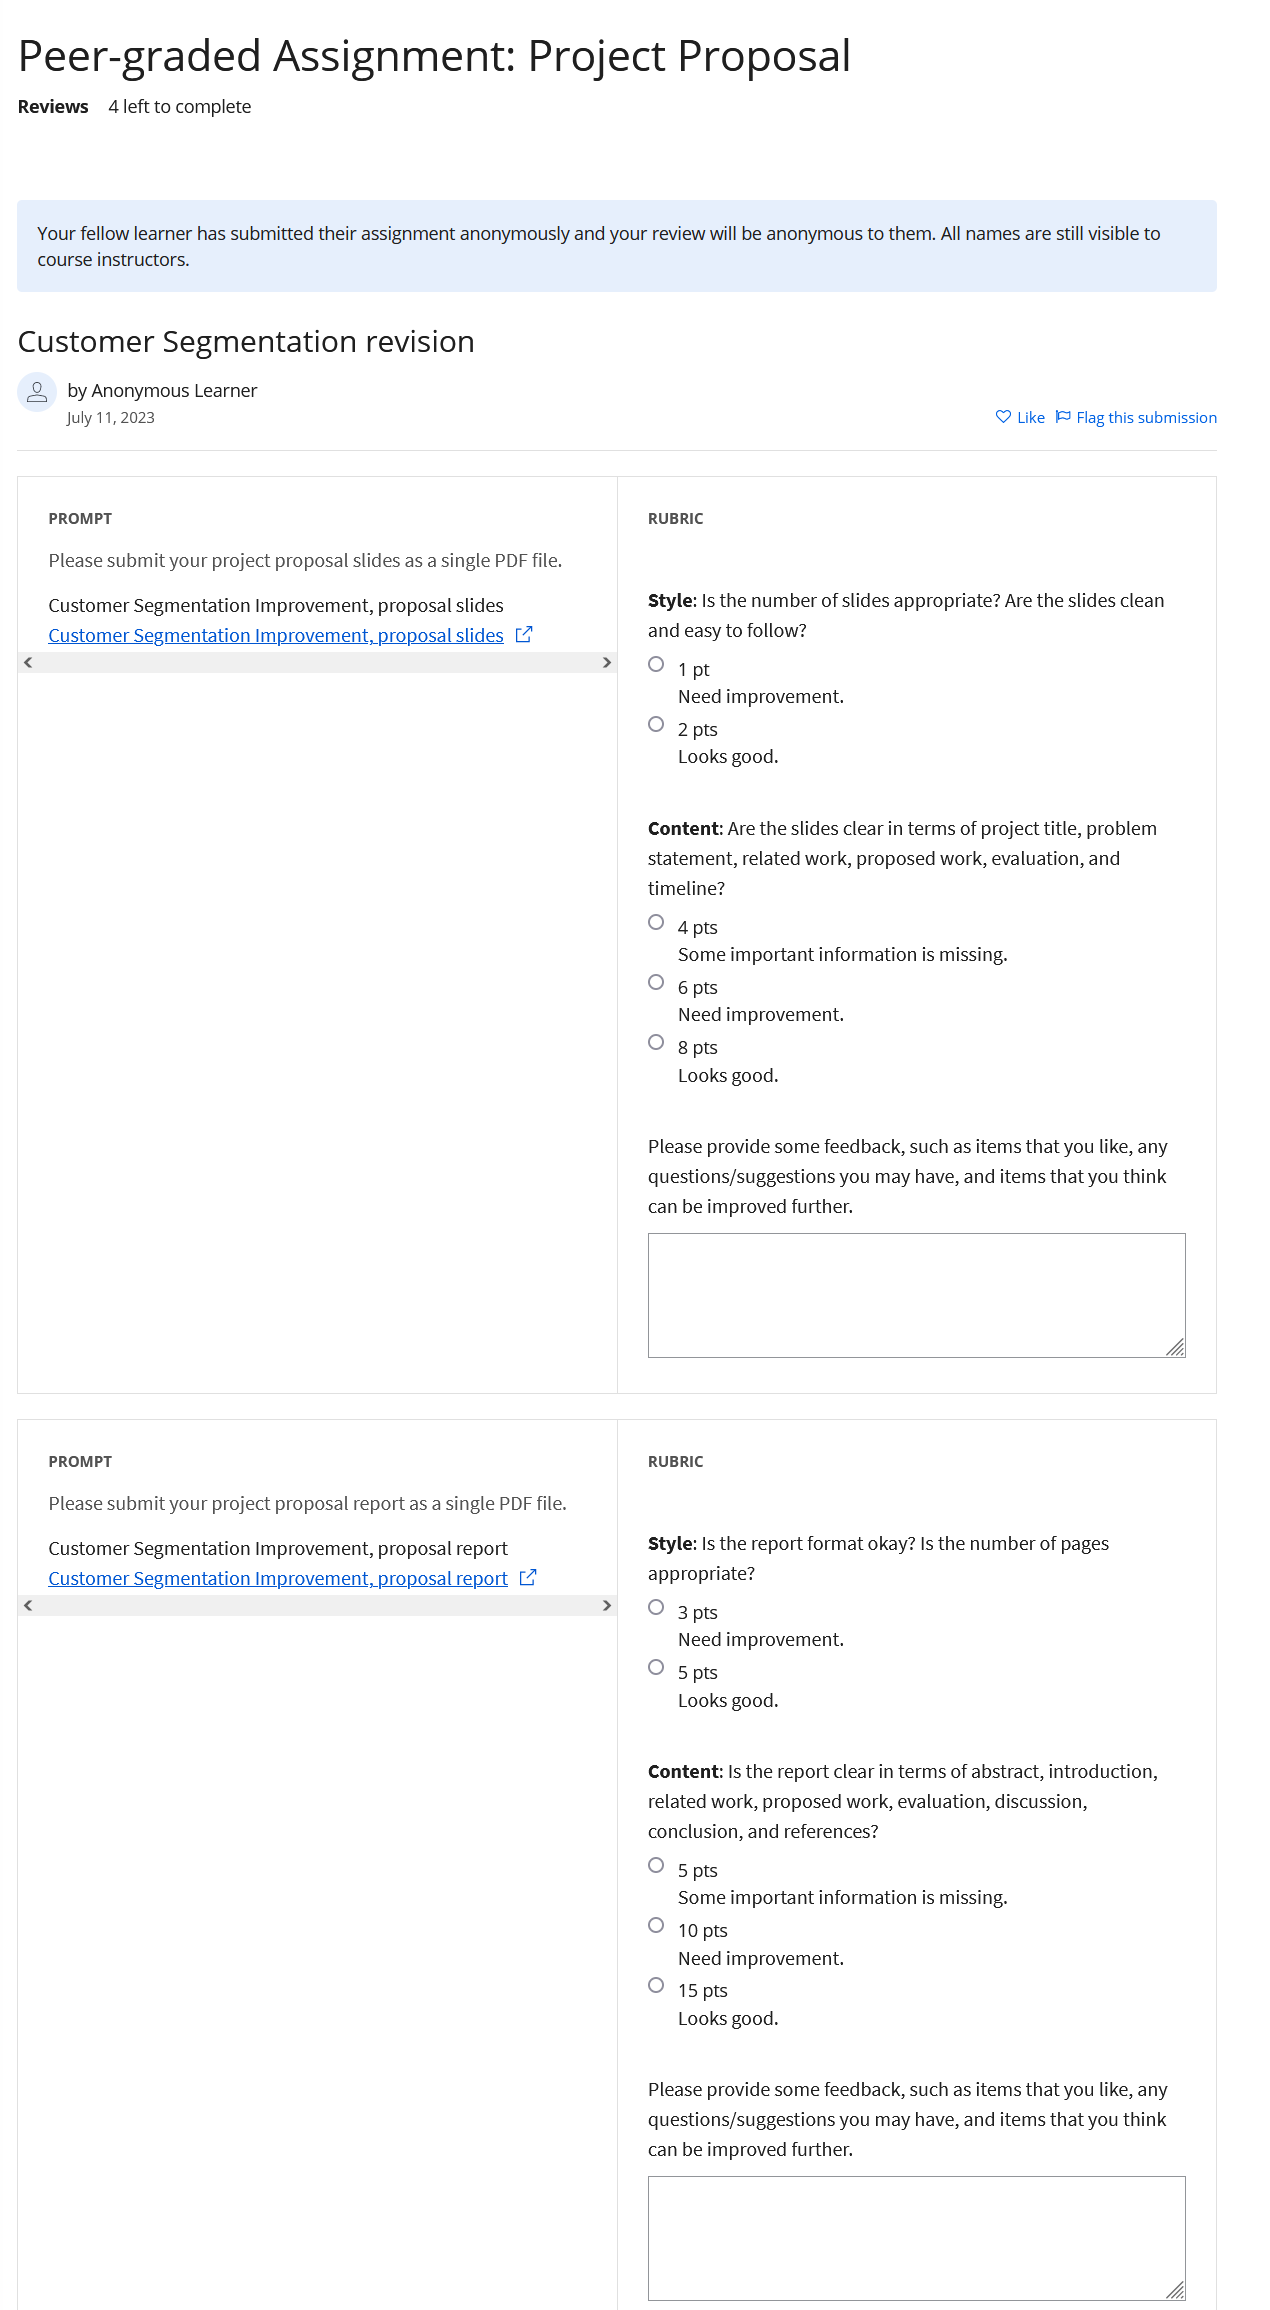 Peer-graded Assignment: Project Proposal
Reviews 4 left to complete
Your fellow learner has submitted their assignment anonymously and your review will be anonymous to them. All names are still visible to
course instructors.
Customer Segmentation revision
by Anonymous Learner
July 11, 2023
Like Flag this submission
PROMPT
Please submit your project proposal slides as a single PDF file.
Customer Segmentation Improvement, proposal slides
Customer Segmentation Improvement, proposal slides
RUBRIC
Style: Is the number of slides appropriate? Are the slides clean
and easy to follow?
1 pt
Need improvement.
2 pts
Looks good.
Content: Are the slides clear in terms of project title, problem
statement, related work, proposed work, evaluation, and
timeline?
4 pts
Some important information is missing.
6 pts
Need improvement.
8 pts
Looks good.
Please provide some feedback, such as items that you like, any
questions/suggestions you may have, and items that you think
can be improved further.
PROMPT
Please submit your project proposal report as a single PDF file.
Customer Segmentation Improvement, proposal report
Customer Segmentation Improvement, proposal report
RUBRIC
Style: Is the report format okay? Is the number of pages
appropriate?
3 pts
Need improvement.
5 pts
Looks good.
Content: Is the report clear in terms of abstract, introduction,
related work, proposed work, evaluation, discussion,
conclusion, and references?
5 pts
Some important information is missing.
10 pts
Need improvement.
15 pts
Looks good.
Please provide some feedback, such as items that you like, any
questions/suggestions you may have, and items that you think
can be improved further.